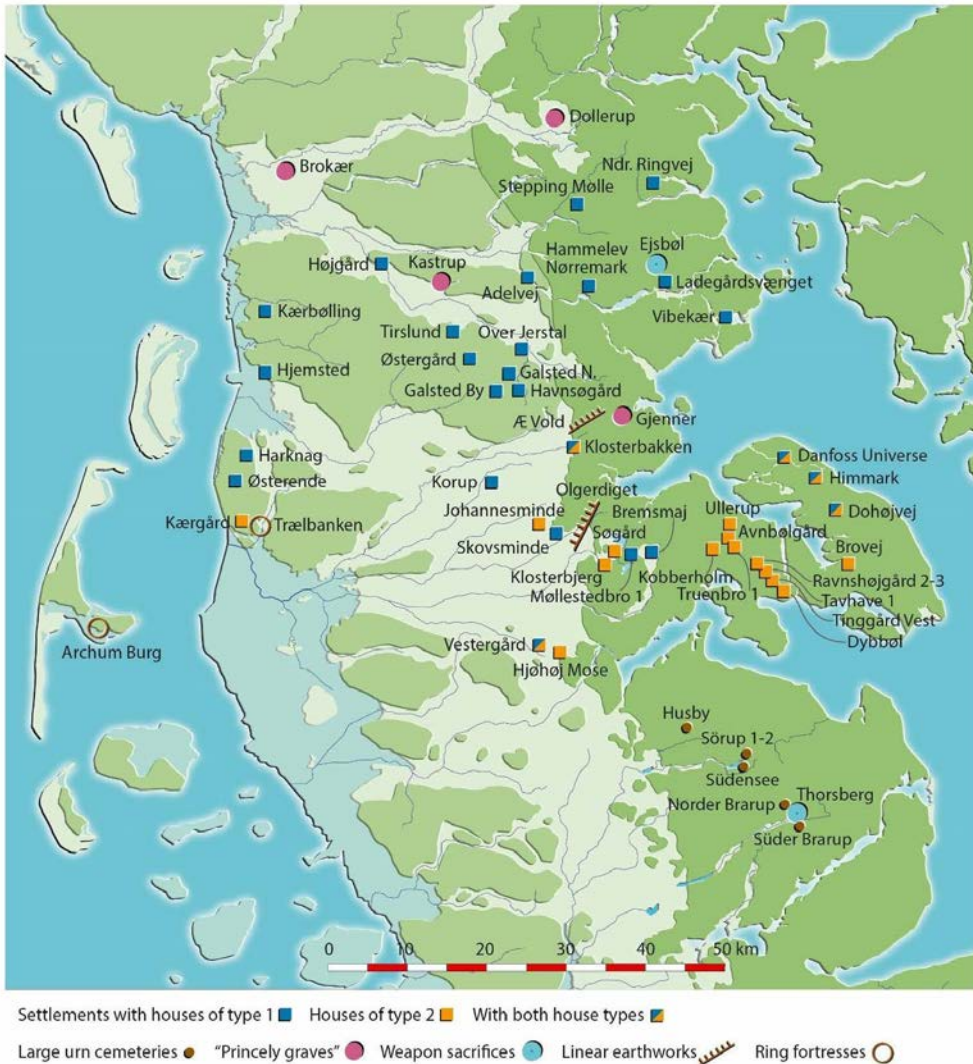 Dollerup
Brokær
Ndr. Ringvej
Stepping Mølle
Ejsbøl
Hammelev
Nørremark
Højgård
Kastrup
Adelvej
Ladegårdsvænget
Kærbølling
Vibekær
Tirslund
Over Jerstal
Østergård
Hjemsted
Galsted N.
Galsted By
Havnsøgård
Æ Vold
Gjenner
Klosterbakken
Harknag
Danfoss Universe
Himmark
Østerende
Korup
Olgerdiget
Johannesminde
Bremsmaj
Ullerup
Dohøjvej
Kærgård
Trælbanken
Søgård
Avnbølgård
Skovsminde
Brovej
Klosterbjerg
Kobberholm
Ravnshøjgård 2-3
Møllestedbro 1
Truenbro 1
Tavhave 1
Tinggård Vest
Dybbøl
Archum Burg
Vestergård
Hjøhøj Mose
Husby
Sörup 1-2
Südensee
Norder Brarup
Thorsberg
Süder Brarup
0 10 20 30 40 50 km
Settlements with houses of type 1 Houses of type 2 With both house types
Large urn cemeteries "Princely graves" Weapon sacrifices Linear earthworks Ring fortresses